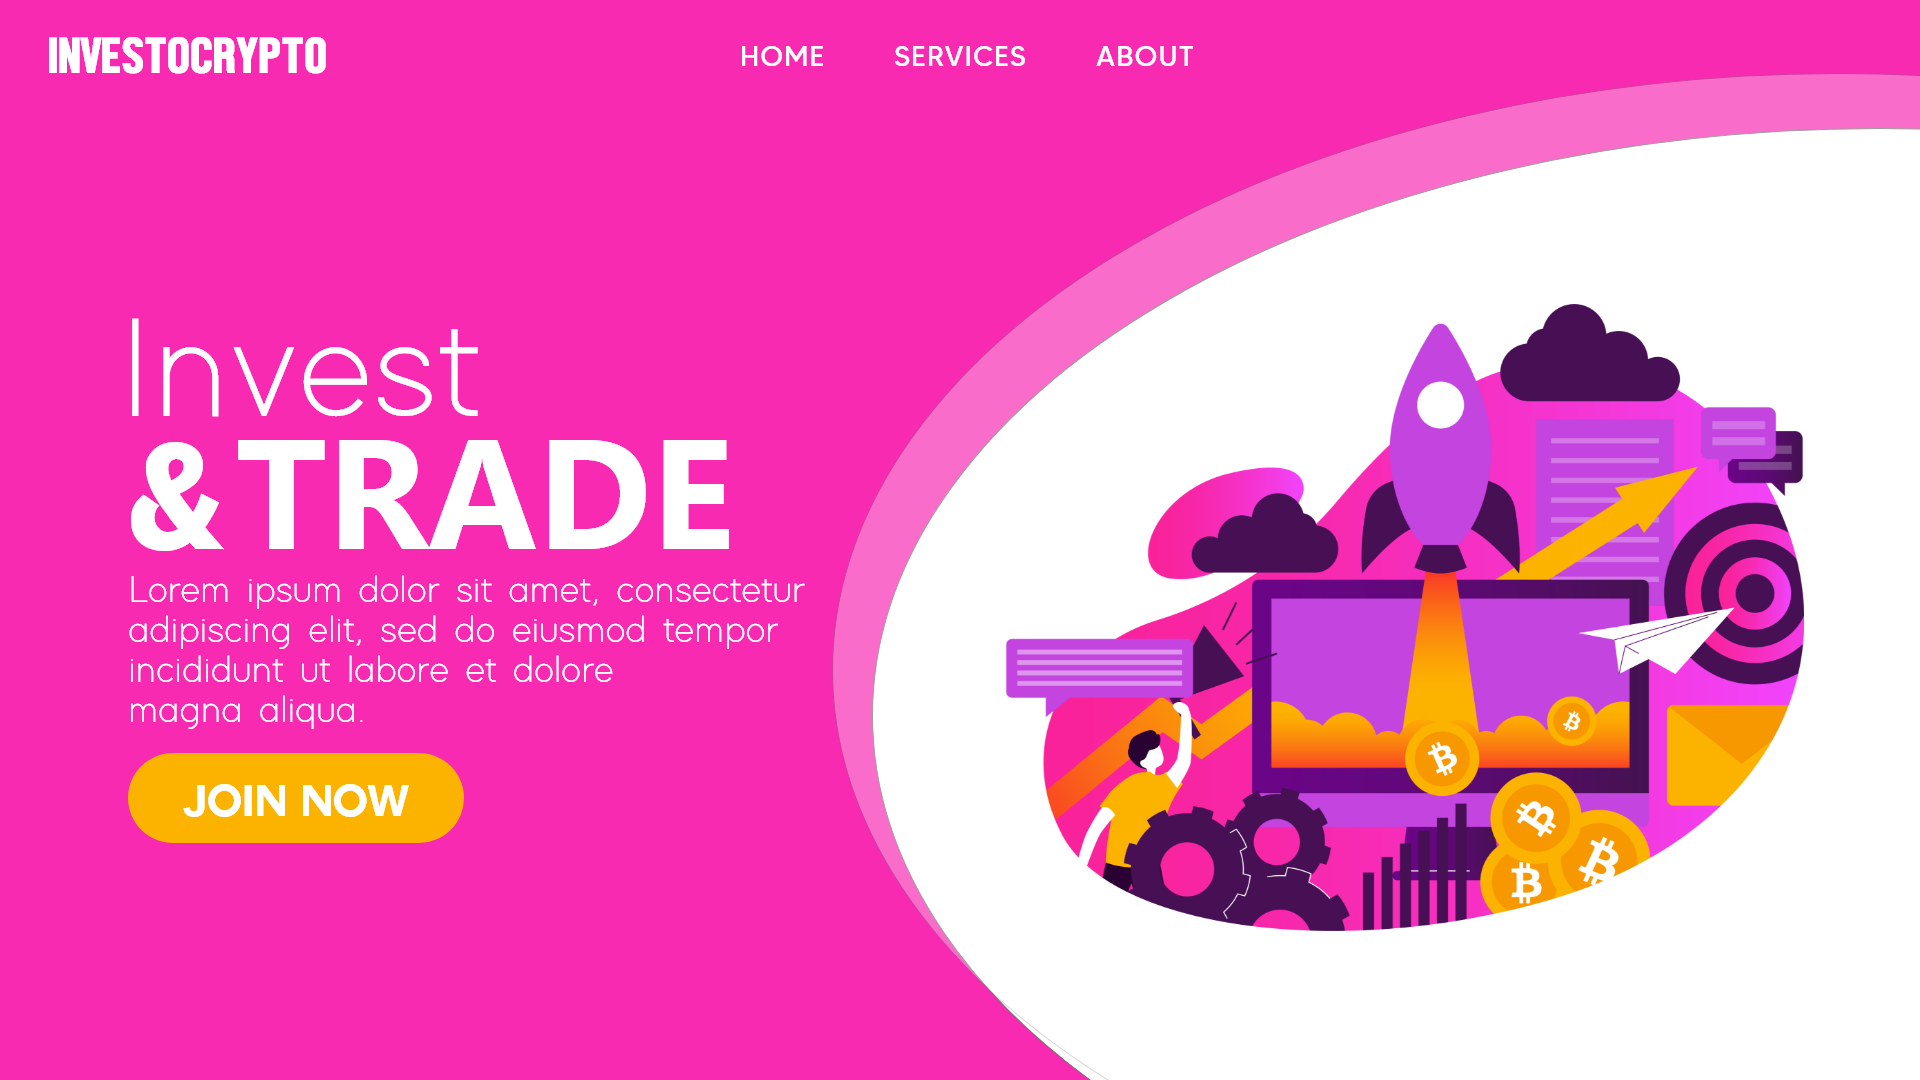 INVESTOCRYPTO
HOME SERVICES ABOUT
Invest
& TRADE
Lorem ipsum dolor sit amet, consectetur
adipiscing elit, sed do eiusmod tempor
incididunt ut labore et dolore
magna aliqua.
JOIN NOW